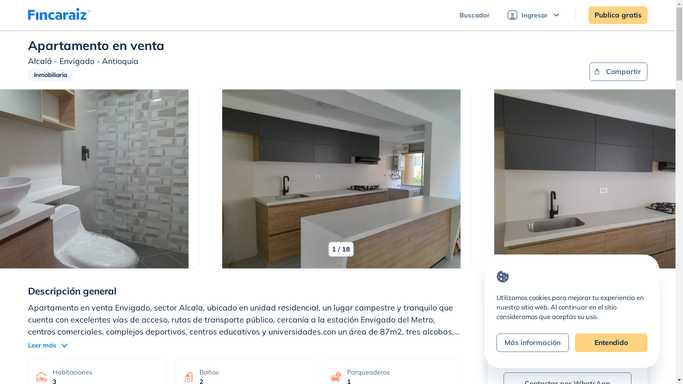 Fincaraiz
Buscador
Ingresar
Publica gratis
Apartamento en venta
Alcalá - Envigado - Antioquia
Inmobiliaria
Compartir
1 / 18
Descripción general
Apartamento en venta Envigado, sector Alcala, ubicado en unidad residencial, un lugar campestre y tranquilo que
cuenta con excelentes vías de acceso, rutas de transporte público, cercanía a la estación Envigado del Metro,
centros comerciales, complejos deportivos, centros educativos y universidades.con un área de 87m2, tres alcobas,...
Leer más
Habitaciones
3
Baños
2
Parqueaderos
1
Utilizamos cookies para mejorar tu experiencia en
nuestro sitio web. Al continuar en el sitio
consideramos que aceptas su uso.
Más información
Entendido
Contactar por WhatsApp